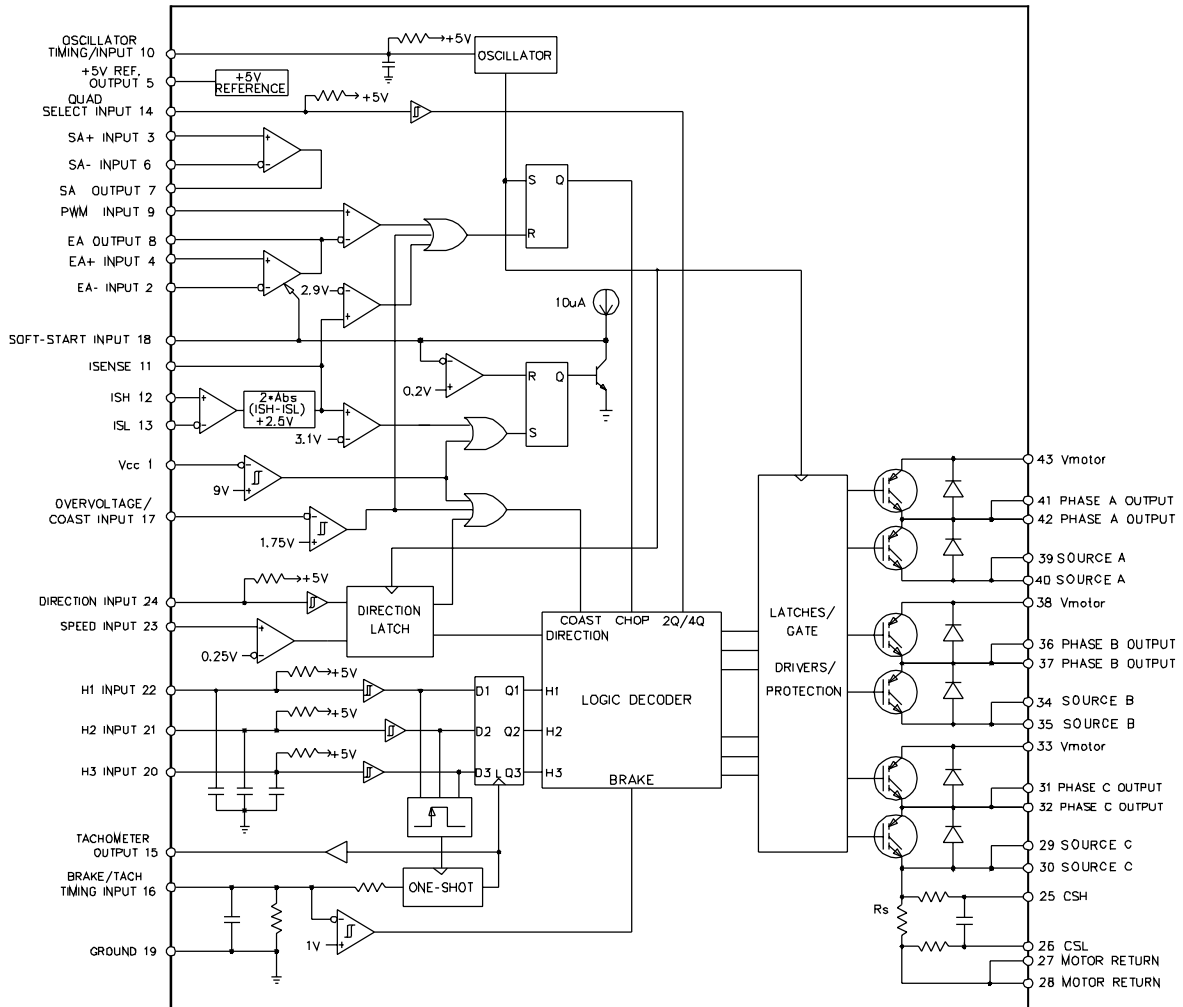 OSCILLATOR
TIMING/INPUT 10
+5V
OSCILLATOR
+5V REF.
OUTPUT 5
+5V
REFERENCE
QUAD
SELECT INPUT 14
+5V
SA+ INPUT 3
+
SA- INPUT 6
-
SA OUTPUT 7
PWM INPUT 9
+
EA OUTPUT 8
-
EA+ INPUT 4
+
EA- INPUT 2
-
S Q
R
2.9V
-
+
10uA
SOFT-START INPUT 18
ISENSE 11
-
0.2V
+
R Q
S
ISH 12
+
ISL 13
-
2*Abs
(ISH-ISL)
+2.5V
+
3.1V
-
Vcc 1
-
9V
+
OVERVOLTAGE/
COAST INPUT 17
-
1.75V
+
DIRECTION INPUT 24
+5V
DIRECTION
LATCH
SPEED INPUT 23
+
0.25V
-
COAST CHOP 2Q/4Q
DIRECTION
LOGIC DECODER
H1
H2
H3
BRAKE
H1 INPUT 22
+5V
H2 INPUT 21
+5V
H3 INPUT 20
+5V
D1 Q1
D2 Q2
D3 L Q3
TACHOMETER
OUTPUT 15
BRAKE/TACH
TIMING INPUT 16
ONE-SHOT
-
1V
+
GROUND 19
LATCHES/
GATE
DRIVERS/
PROTECTION
43 Vmotor
41 PHASE A OUTPUT
42 PHASE A OUTPUT
39 SOURCE A
40 SOURCE A
38 Vmotor
36 PHASE B OUTPUT
37 PHASE B OUTPUT
34 SOURCE B
35 SOURCE B
33 Vmotor
31 PHASE C OUTPUT
32 PHASE C OUTPUT
29 SOURCE C
30 SOURCE C
Rs
25 CSH
26 CSL
27 MOTOR RETURN
28 MOTOR RETURN